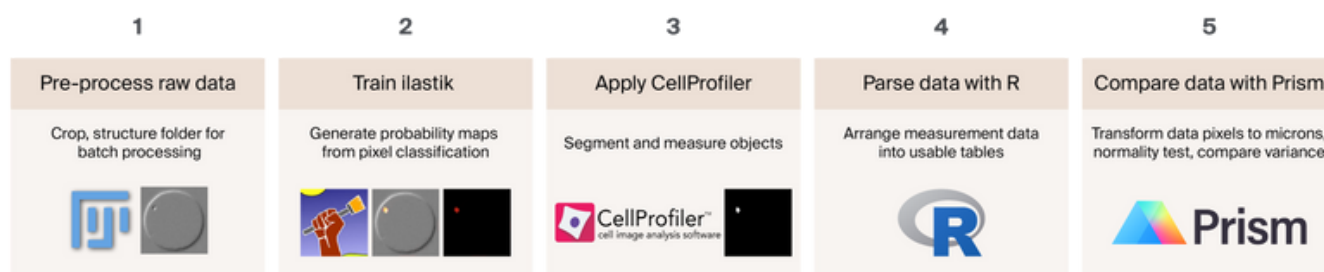 1
2
3
4
5
Pre-process raw data
Train ilastik
Apply CellProfiler
Parse data with R
Compare data with Prism
Crop, structure folder for
batch processing
Generate probability maps
from pixel classification
Segment and measure objects
Arrange measurement data
into usable tables
Transform data pixels to microns,
normality test, compare variance
CellProfiler™
cell image analysis software
R
Prism